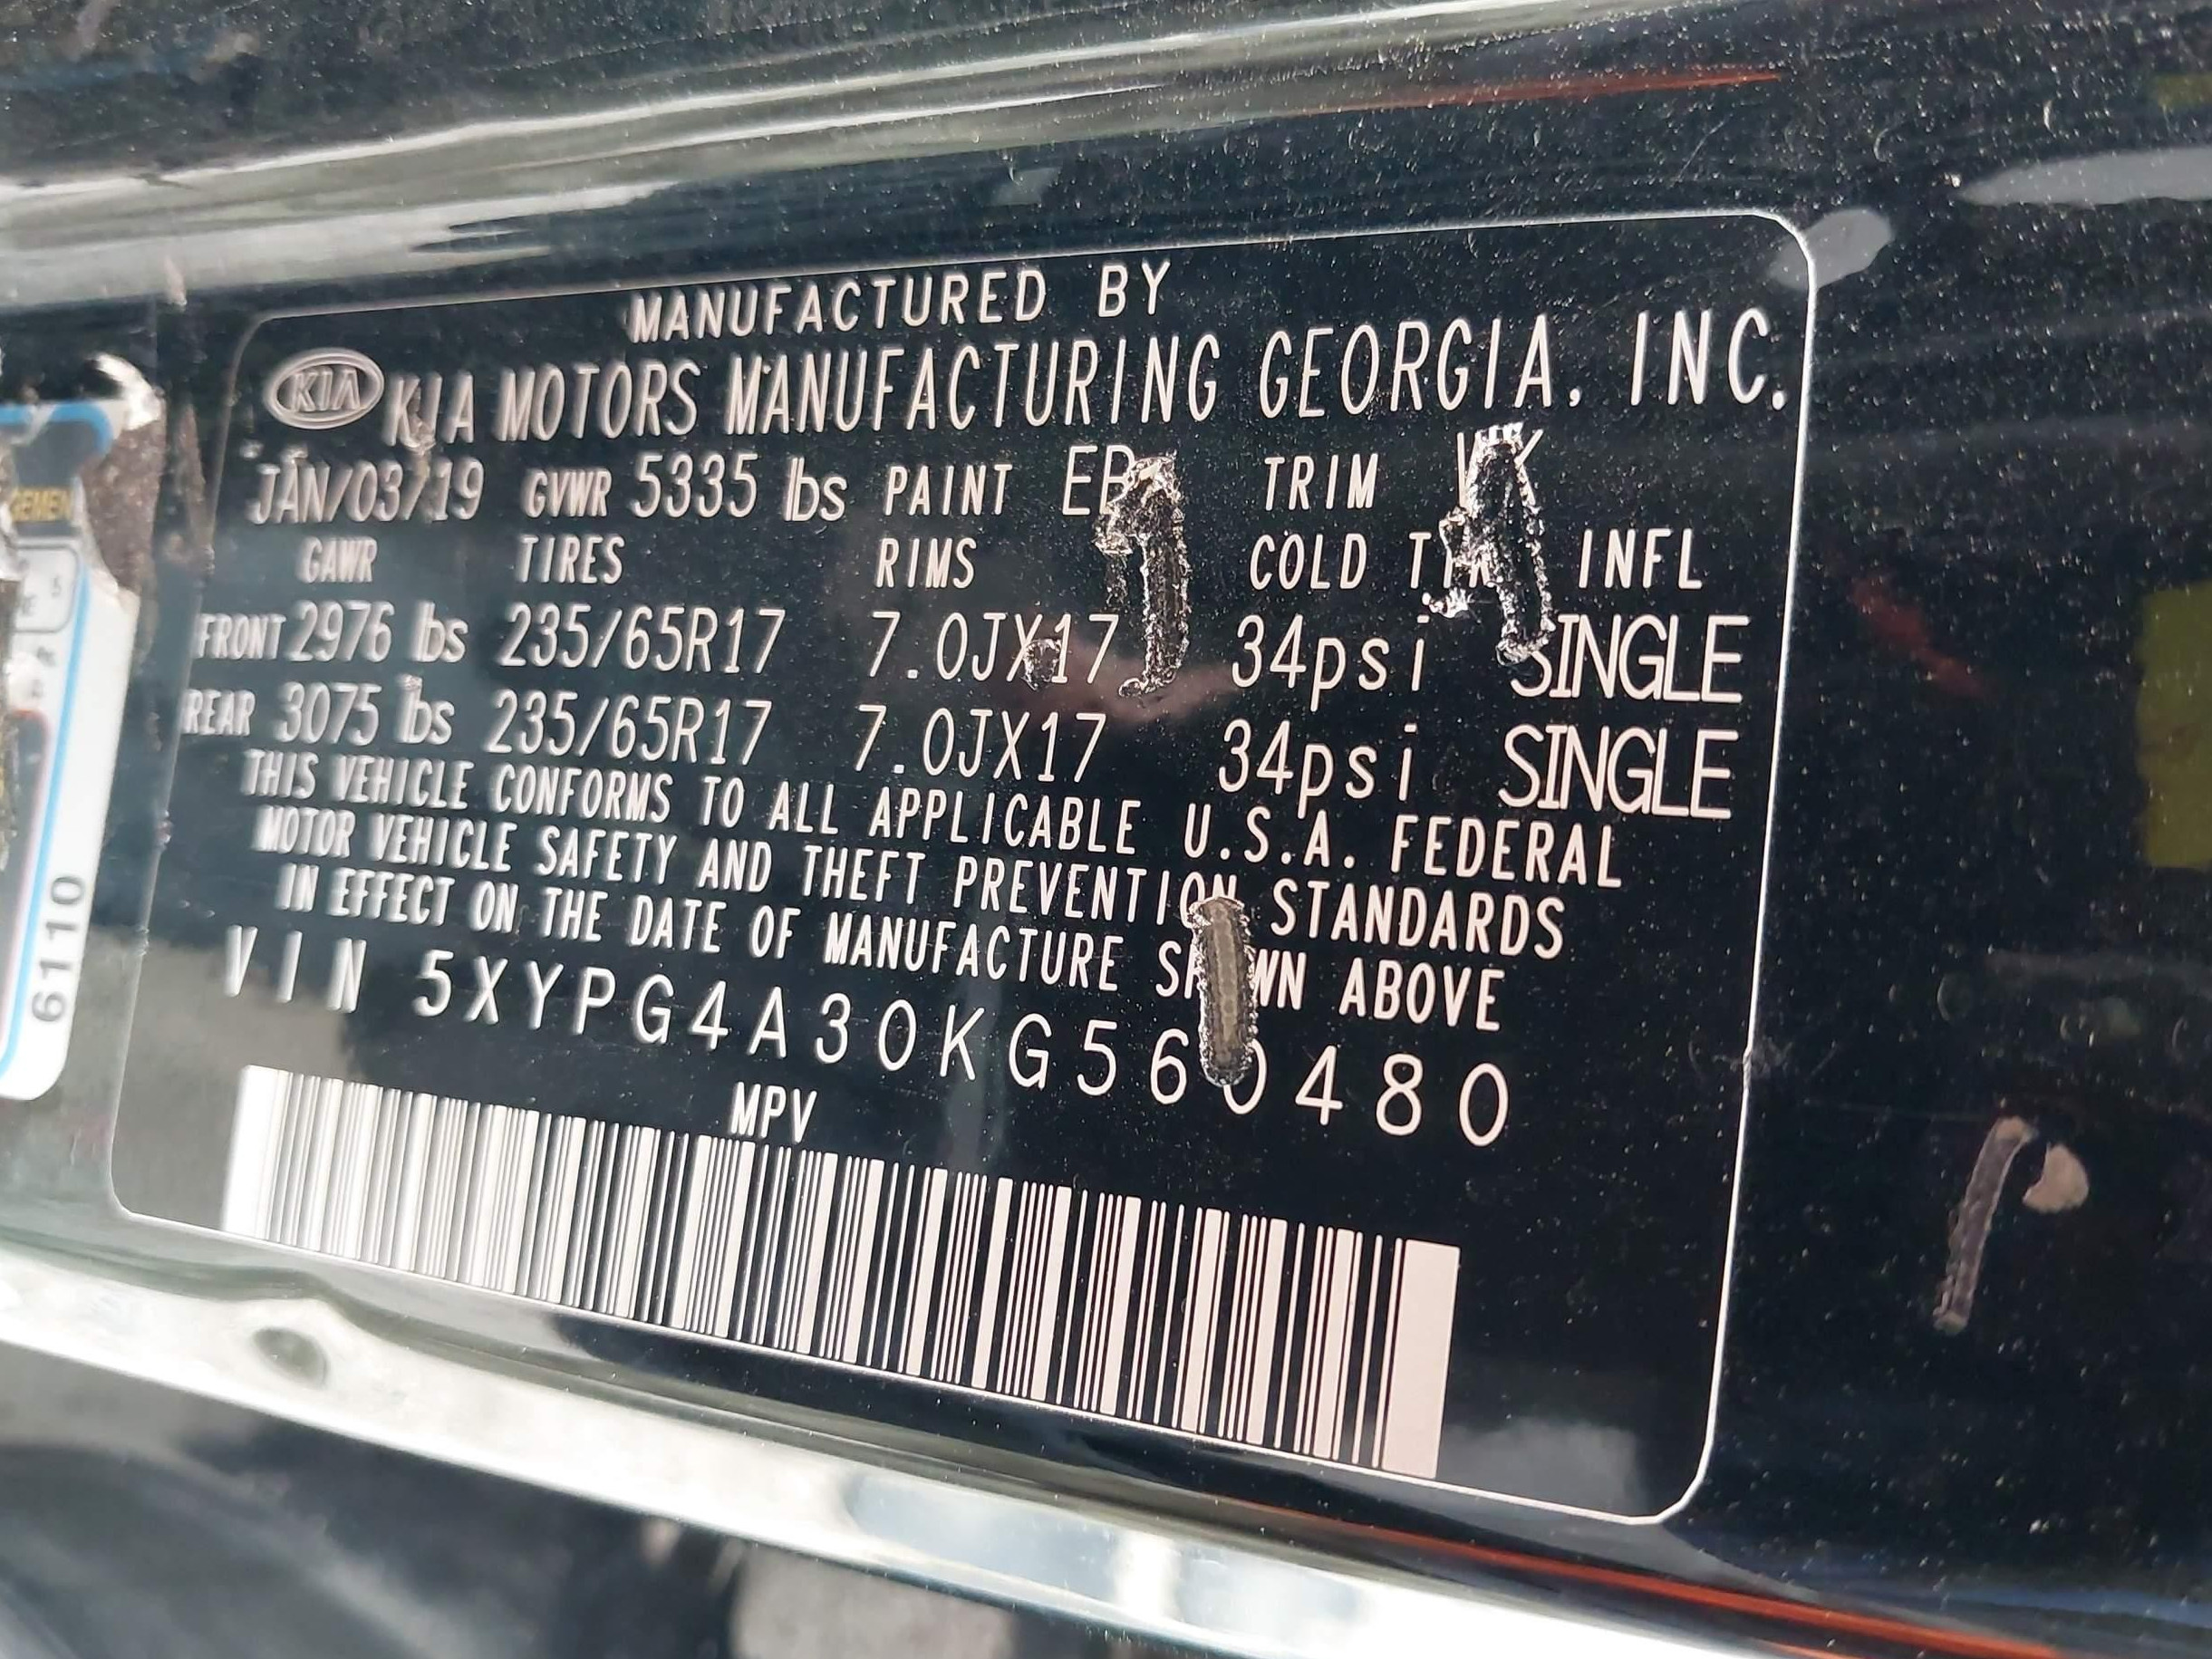 MANUFACTURED BY
KIA KIA MOTORS MANUFACTURING GEORGIA, INC.
JAN/03/19 GVWR 5335 lbs PAINT TRIM
GAWR TIRES RIMS COLD INFL
FRONT 2976 lbs 235/65R17 7.0JX17 34psi SINGLE
REAR 3075 lbs 235/65R17 7.0JX17 34psi SINGLE
THIS VEHICLE CONFORMS TO ALL APPLICABLE U.S.A. FEDERAL
MOTOR VEHICLE SAFETY AND THEFT PREVENTION STANDARDS
IN EFFECT ON THE DATE OF MANUFACTURE SHOWN ABOVE
VIN 5XYPG4A30KG560480
MPV
6110